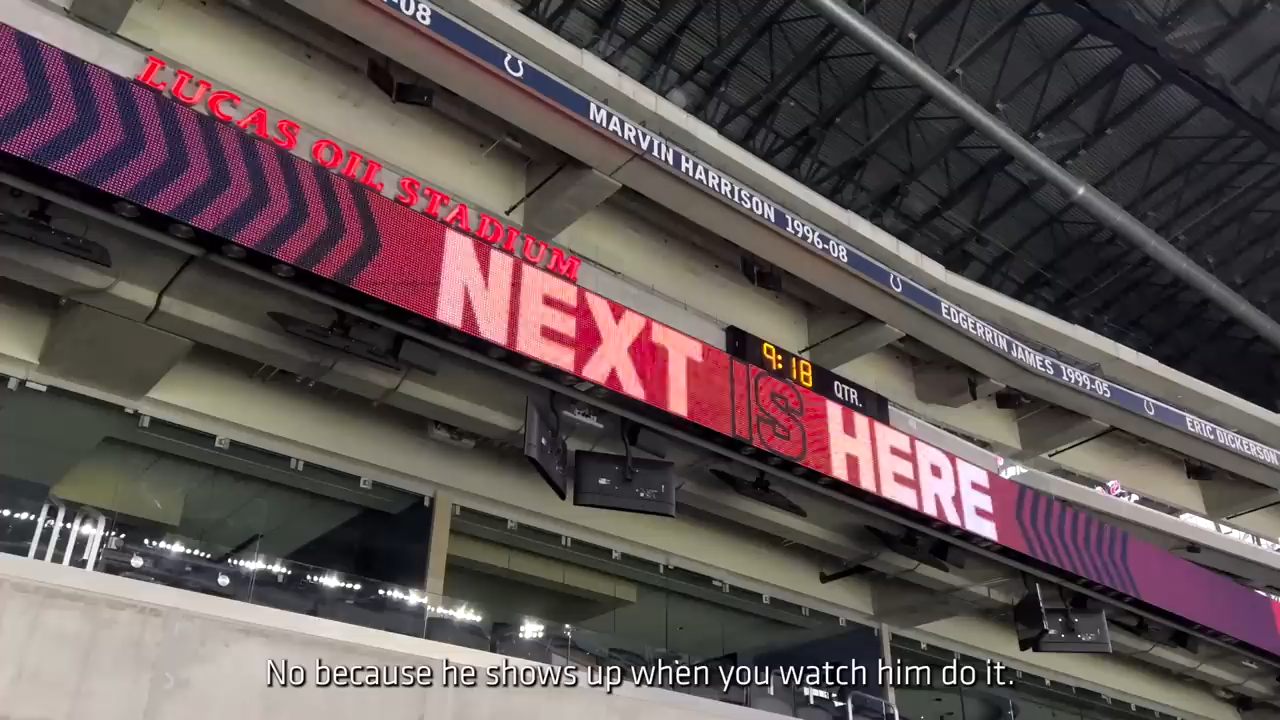 -08
MARVIN HARRISON 1996-08
EDGERRIN JAMES 1999-05
ERIC DICKERSON
LUCAS OIL STADIUM
NEXT IS HERE
9:18
QTR.
No because he shows up when you watch him do it.